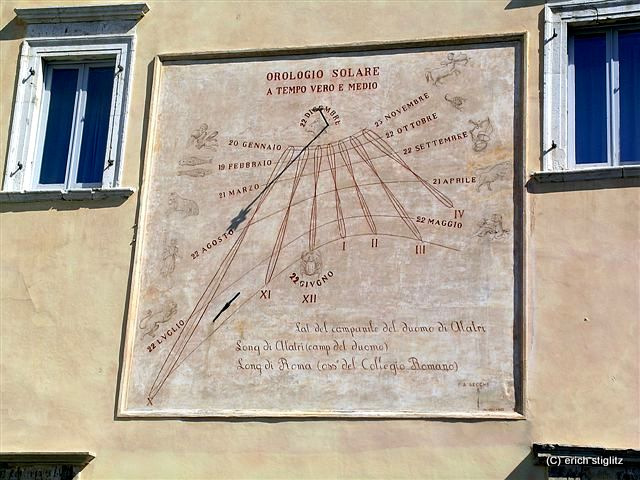 OROLOGIO SOLARE
A TEMPO VERO E MEDIO
22 DICEMBRE
23 NOVEMBRE
22 OTTOBRE
22 SETTEMBRE
21 APRILE
22 MAGGIO
20 GENNAIO
19 FEBBRAIO
21 MARZO
22 AGOSTO
22 LUGLIO
22 GIUGNO
X
XI
XII
I
II
III
IV
Lat. del campanile del duomo di Alatri
Long. di Alatri (camp. del duomo)
Long. di Roma (oss° del Collegio Romano)
(C) erich stiglitz